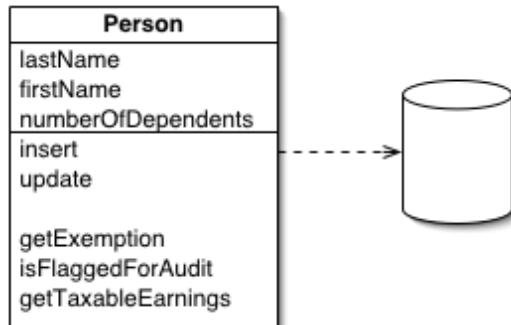 Person
lastName
firstName
numberOfDependents
insert
update
getExemption
isFlaggedForAudit
getTaxableEarnings